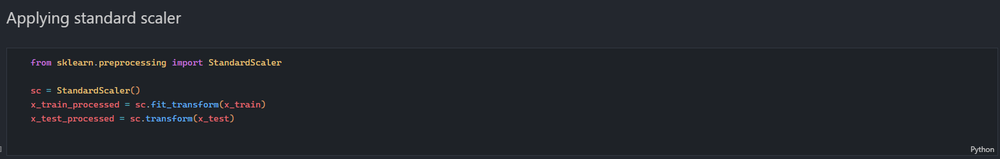 Applying standard scaler
from sklearn.preprocessing import StandardScaler
sc = StandardScaler()
x_train_processed = sc.fit_transform(x_train)
x_test_processed = sc.transform(x_test)
]
Python